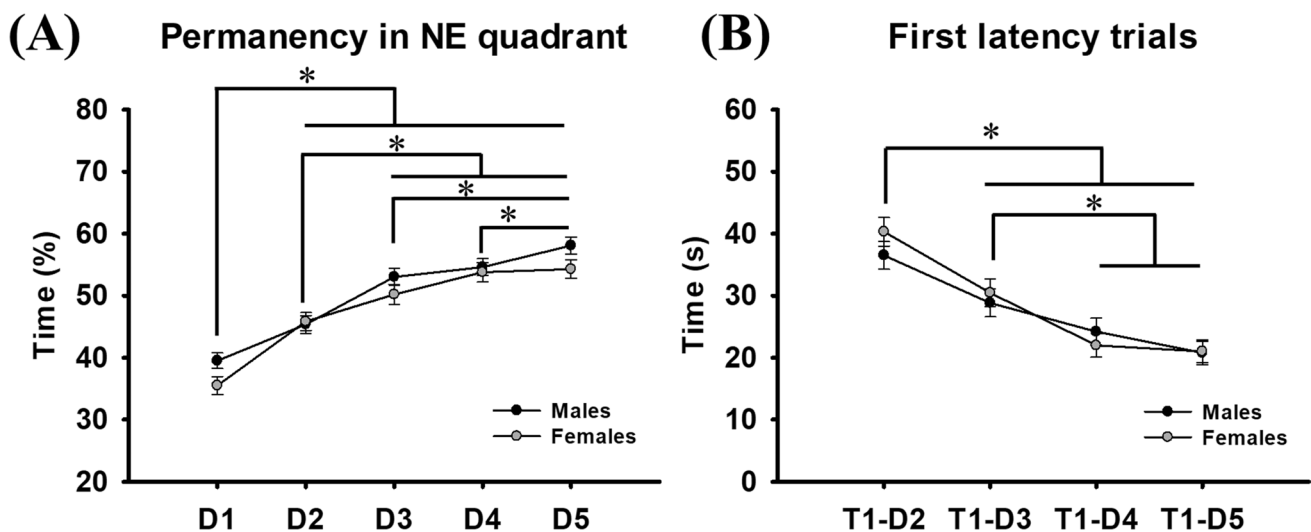 (A) Permanency in NE quadrant
80
70
60
50
40
30
20
Time (%)
*
*
*
*
Males
Females
D1 D2 D3 D4 D5
(B) First latency trials
60
50
40
30
20
10
0
Time (s)
*
*
Males
Females
T1-D2 T1-D3 T1-D4 T1-D5